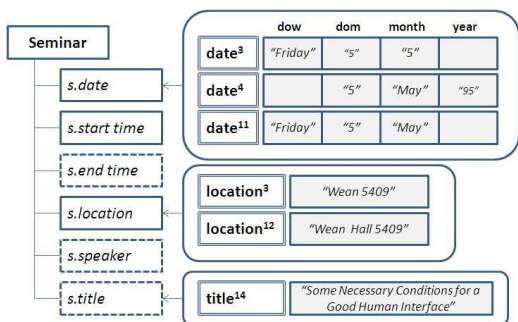 dow dom month year
Seminar
date³ “Friday” “5” “5”
s.date
date⁴ “5” “May” “95”
s.start time
date¹¹ “Friday” “5” “May”
s.end time
location³ “Wean 5409”
s.location
location¹² “Wean Hall 5409”
s.speaker
s.title
title¹⁴ “Some Necessary Conditions for a
Good Human Interface”